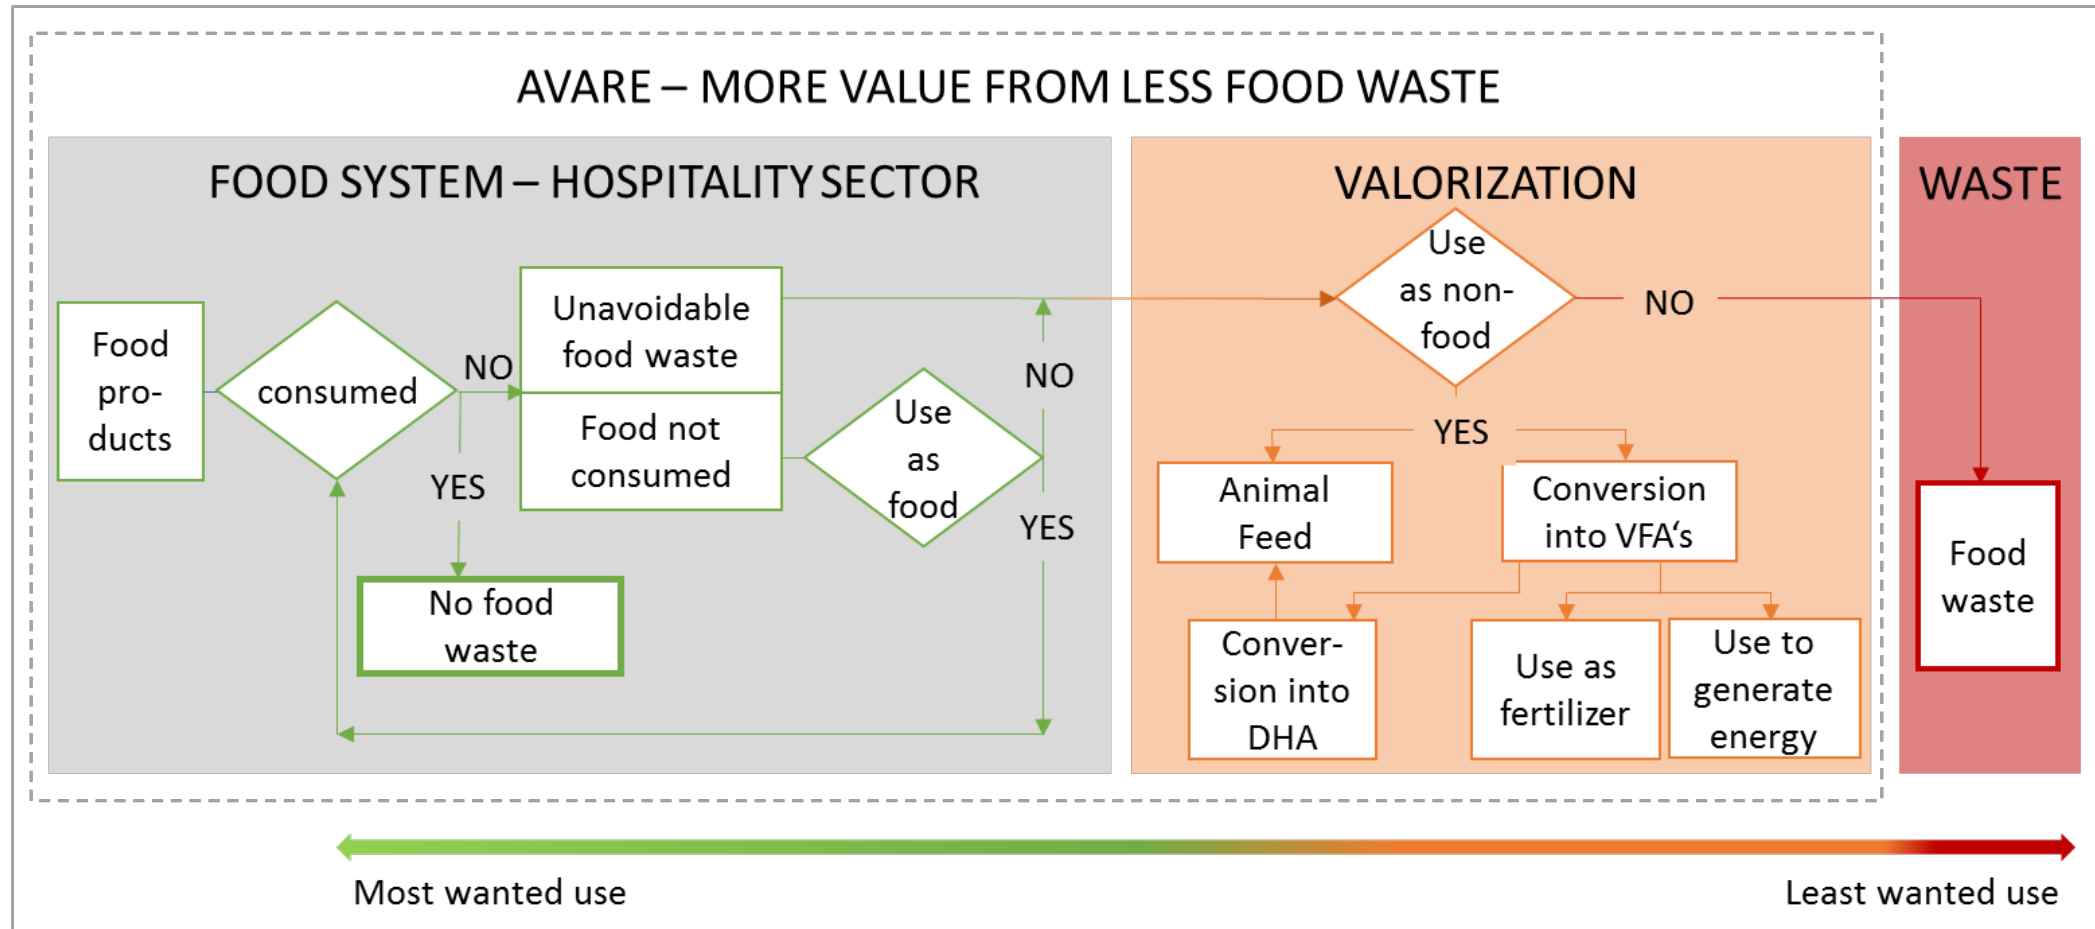 AVARE – MORE VALUE FROM LESS FOOD WASTE
FOOD SYSTEM – HOSPITALITY SECTOR
Food
pro-
ducts
consumed
NO
YES
No food
waste
Unavoidable
food waste
Food not
consumed
Use
as
food
NO
YES
VALORIZATION
Use
as non-
food
NO
YES
Animal
Feed
Conversion
into VFA‘s
Conver-
sion into
DHA
Use as
fertilizer
Use to
generate
energy
WASTE
Food
waste
Most wanted use
Least wanted use